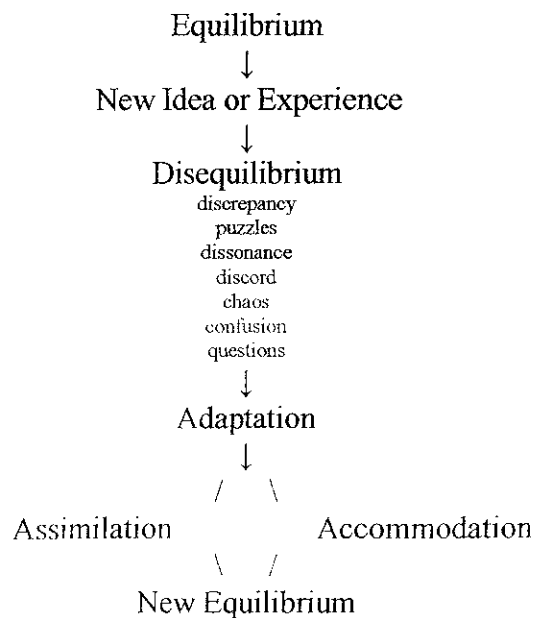 Equilibrium
↓
New Idea or Experience
↓
Disequilibrium
discrepancy
puzzles
dissonance
discord
chaos
confusion
questions
↓
Adaptation
↓
/ \
Assimilation Accommodation
\ /
New Equilibrium